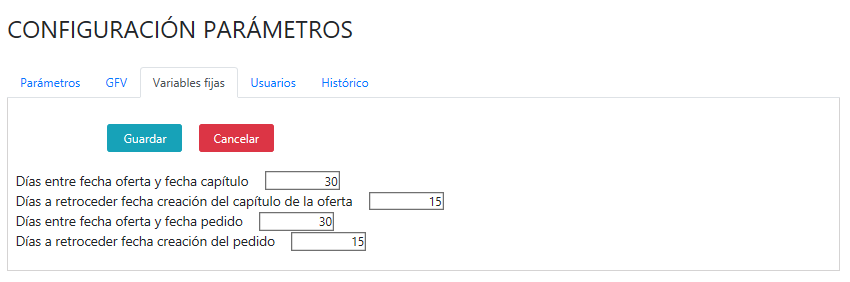 CONFIGURACIÓN PARÁMETROS
Parámetros GFV Variables fijas Usuarios Histórico
Guardar Cancelar
Días entre fecha oferta y fecha capítulo 30
Días a retroceder fecha creación del capítulo de la oferta 15
Días entre fecha oferta y fecha pedido 30
Días a retroceder fecha creación del pedido 15